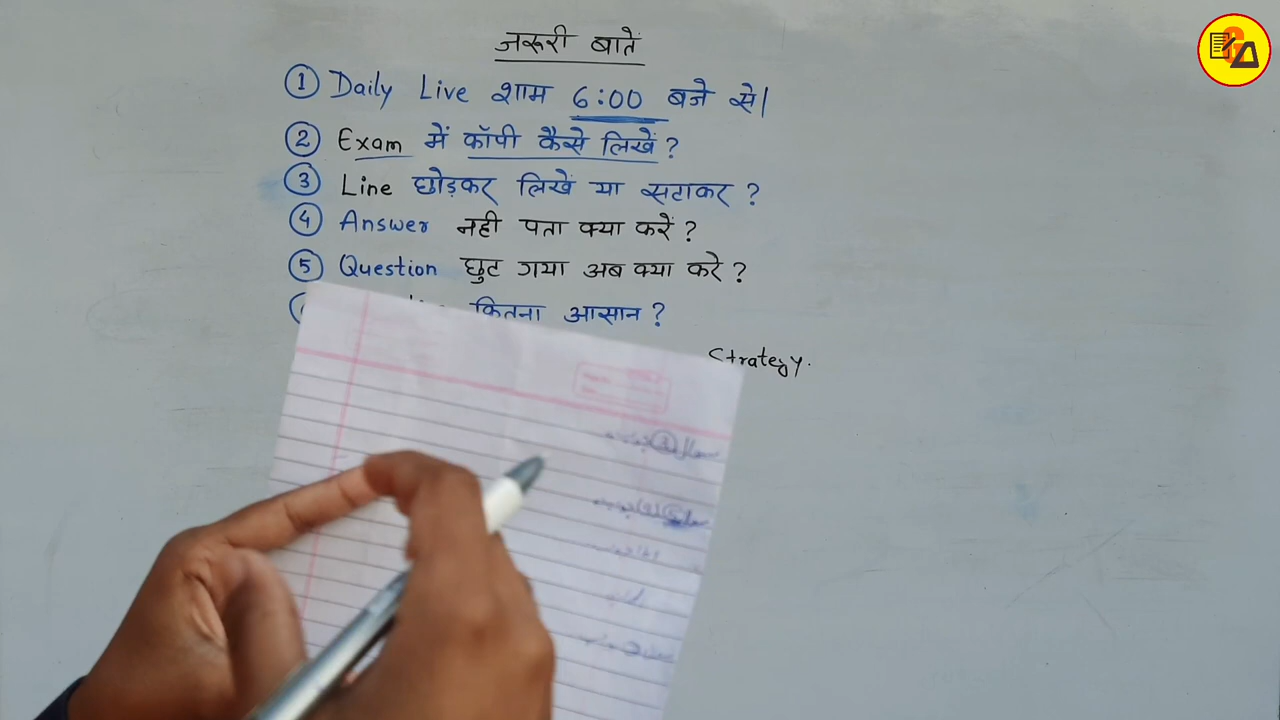 जरूरी बातें
① Daily Live शाम 6:00 बजे से।
② Exam में कॉपी कैसे लिखें?
③ Line छोड़कर लिखें या सटाकर ?
④ Answer नही पता क्या करें ?
⑤ Question छुट गया अब क्या करे ?
कितना आसान ?
Strategy.